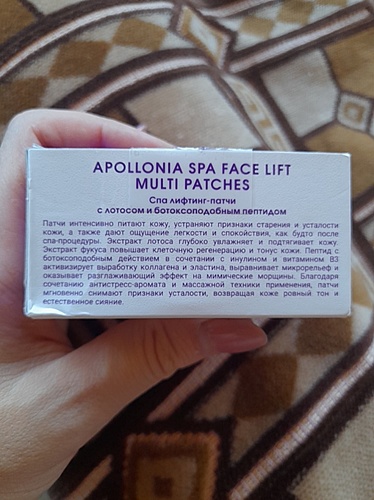 APOLLONIA SPA FACE LIFT
MULTI PATCHES
Спа лифтинг-патчи
с лотосом и ботоксоподобным пептидом
Патчи интенсивно питают кожу, устраняют признаки старения и усталости
кожи, а также дают ощущение легкости и спокойствия, как будто после
спа-процедуры. Экстракт лотоса глубоко увлажняет и подтягивает кожу.
Экстракт фукуса повышает клеточную регенерацию и тонус кожи. Пептид с
ботоксоподобным действием в сочетании с инулином и витамином В3
активизирует выработку коллагена и эластина, выравнивает микрорельеф и
оказывает разглаживающий эффект на мимические морщины. Благодаря
сочетанию антистресс-аромата и массажной техники применения, патчи
мгновенно снимают признаки усталости, возвращая коже ровный тон и
естественное сияние.